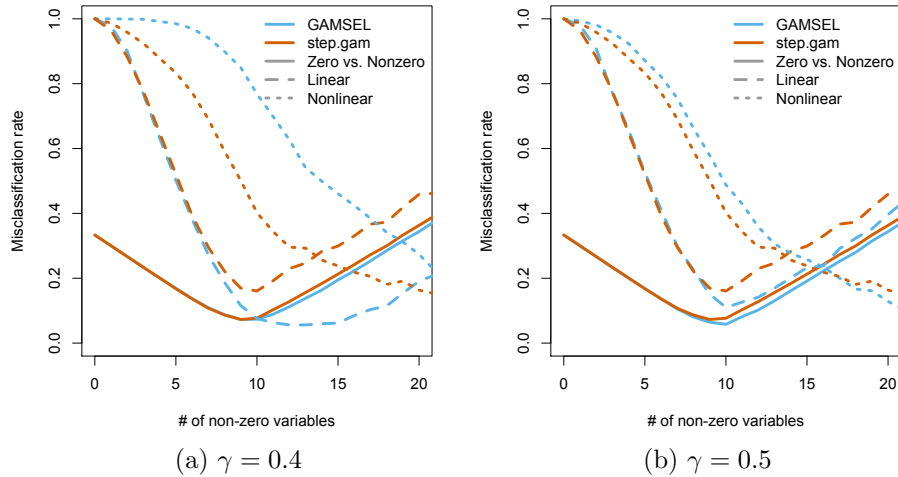 GAMSEL
step.gam
Zero vs. Nonzero
Linear
Nonlinear
Misclassification rate
0.0 0.2 0.4 0.6 0.8 1.0
0 5 10 15 20
# of non-zero variables
(a) γ = 0.4
GAMSEL
step.gam
Zero vs. Nonzero
Linear
Nonlinear
Misclassification rate
0.0 0.2 0.4 0.6 0.8 1.0
0 5 10 15 20
# of non-zero variables
(b) γ = 0.5